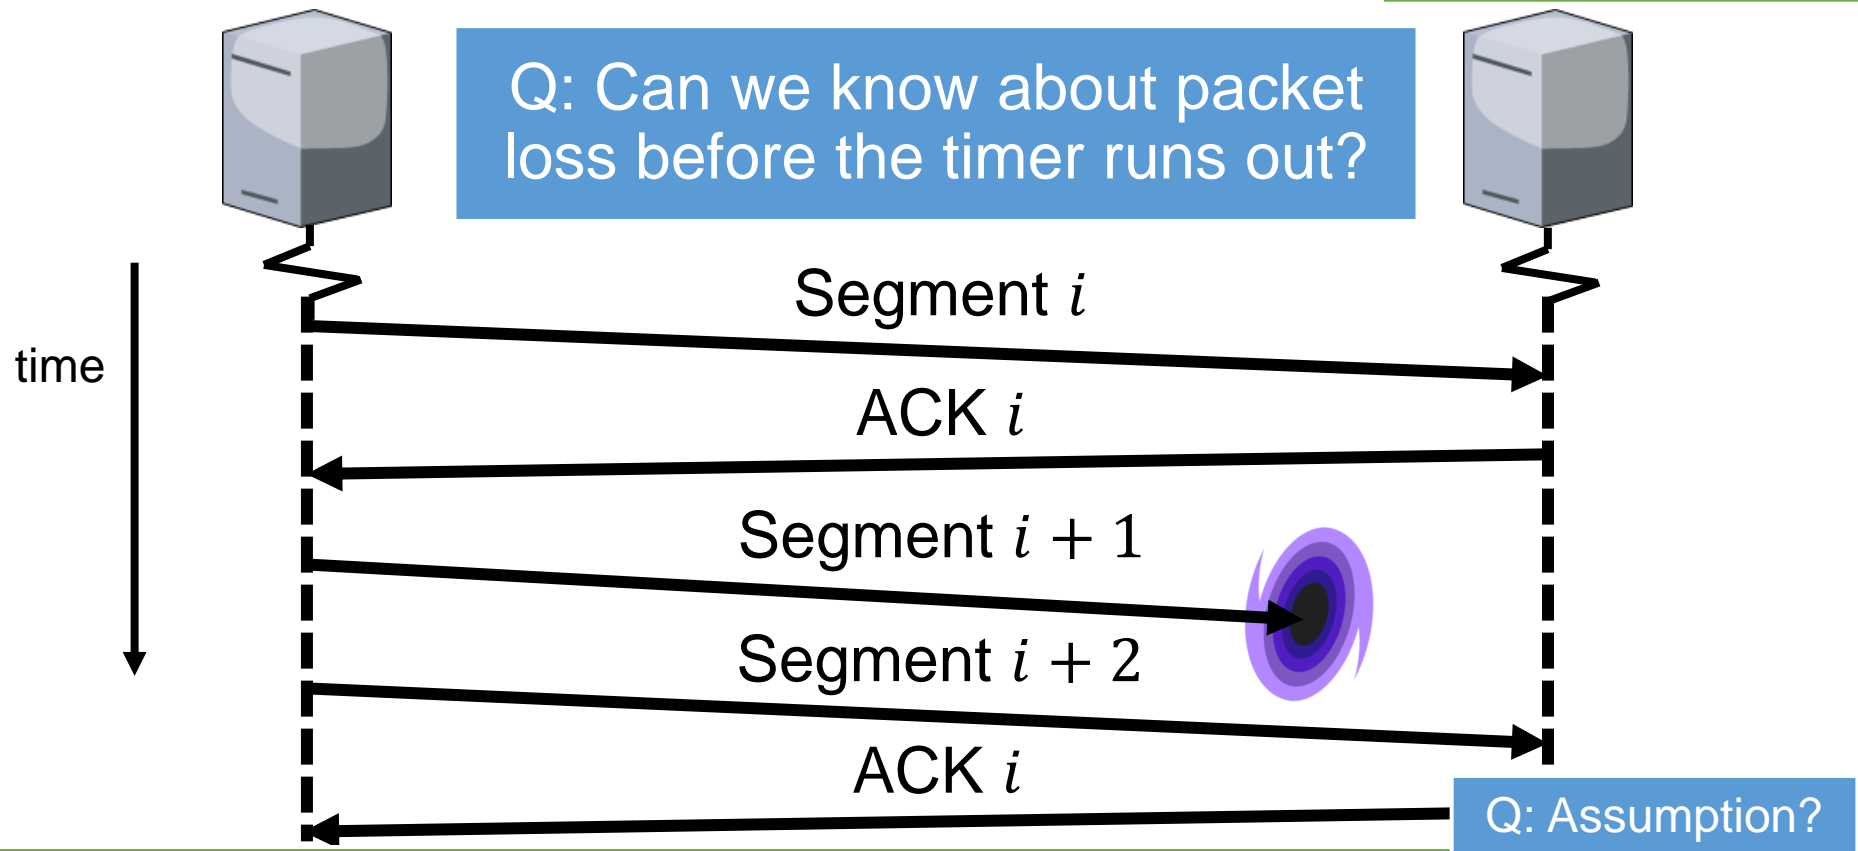 Q: Can we know about packet
loss before the timer runs out?
Segment i
time
ACK i
Segment i + 1
Segment i + 2
ACK i
Q: Assumption?